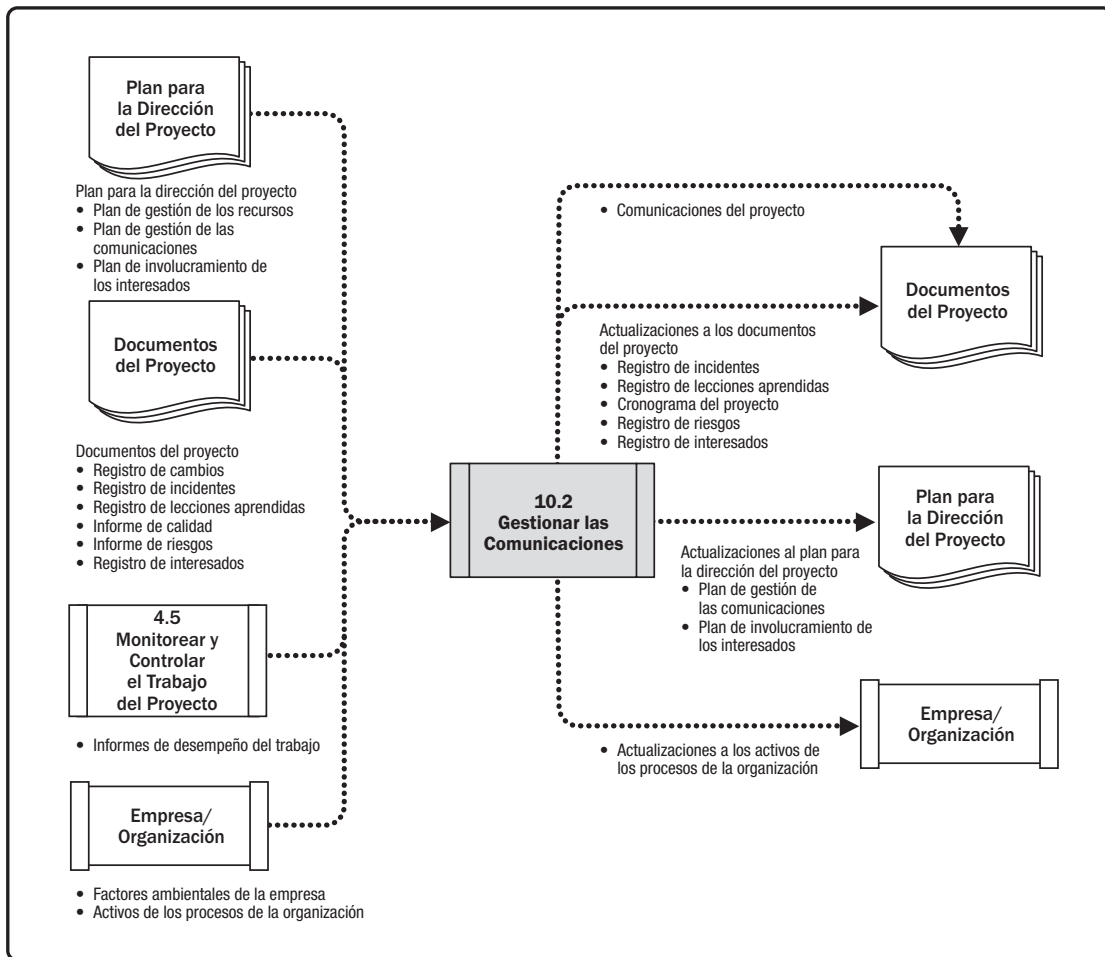 Plan para
la Dirección
del Proyecto
Plan para la dirección del proyecto
• Plan de gestión de los recursos
• Plan de gestión de las
comunicaciones
• Plan de involucramiento de
los interesados
Documentos
del Proyecto
Documentos del proyecto
• Registro de cambios
• Registro de incidentes
• Registro de lecciones aprendidas
• Informe de calidad
• Informe de riesgos
• Registro de interesados
4.5
Monitorear y
Controlar
el Trabajo
del Proyecto
• Informes de desempeño del trabajo
Empresa/
Organización
• Factores ambientales de la empresa
• Activos de los procesos de la organización
10.2
Gestionar las
Comunicaciones
• Comunicaciones del proyecto
Documentos
del Proyecto
Actualizaciones a los documentos
del proyecto
• Registro de incidentes
• Registro de lecciones aprendidas
• Cronograma del proyecto
• Registro de riesgos
• Registro de interesados
Plan para
la Dirección
del Proyecto
Actualizaciones al plan para
la dirección del proyecto
• Plan de gestión de
las comunicaciones
• Plan de involucramiento de
los interesados
Empresa/
Organización
• Actualizaciones a los activos de
los procesos de la organización